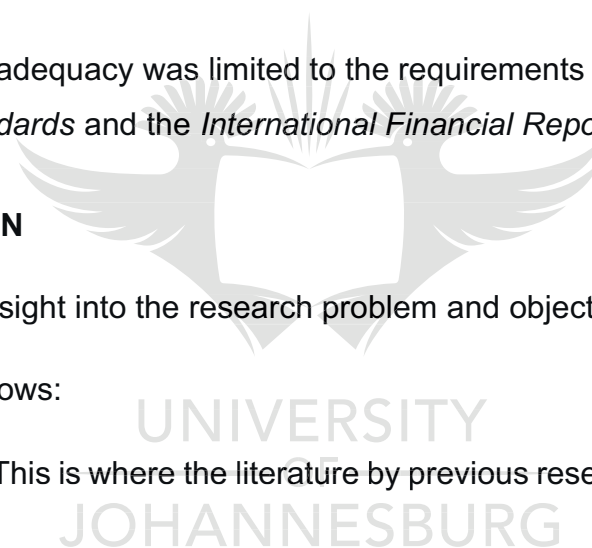 adequacy was limited to the requirements
dards and the International Financial Repo
N
sight into the research problem and object
ows:
UNIVERSITY
This is where the literature by previous rese
OF
JOHANNESBURG